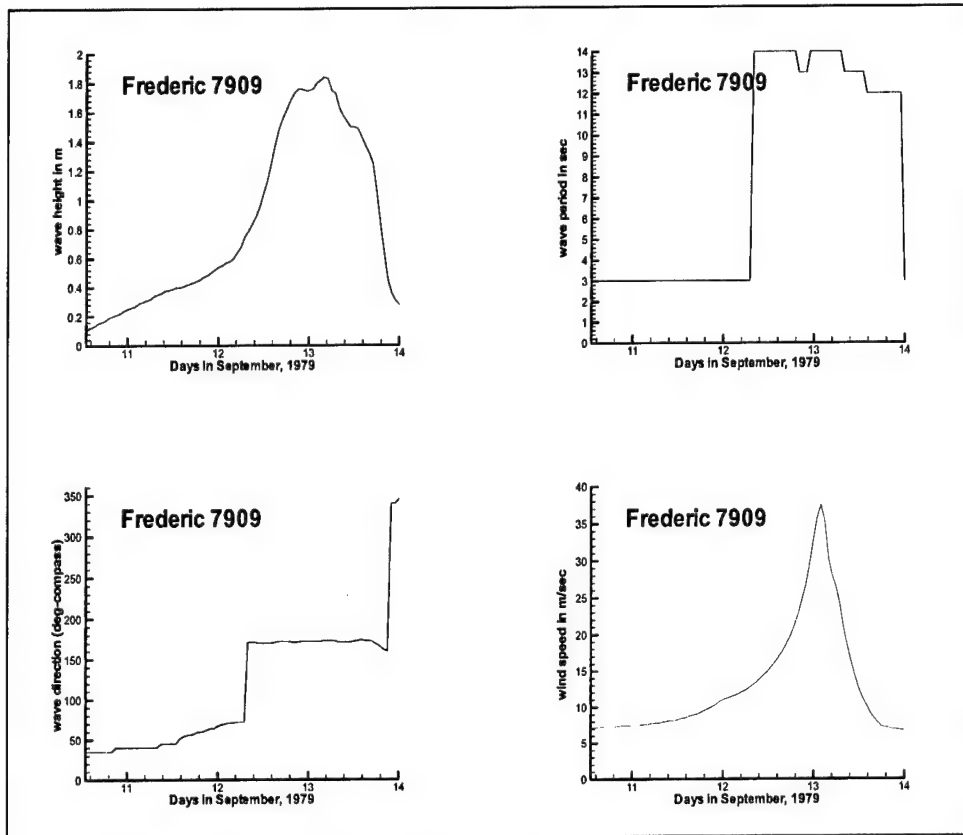 2
1.8
1.6
1.4
1.2
1
0.8
0.6
0.4
0.2
0
wave height in m
Frederic 7909
11 12 13 14
Days in September, 1979
14
13
12
11
10
9
8
7
6
5
4
3
2
1
0
wave period in sec
Frederic 7909
11 12 13 14
Days in September, 1979
350
300
250
200
150
100
50
0
wave direction (deg-compass)
Frederic 7909
11 12 13 14
Days in September, 1979
40
35
30
25
20
15
10
5
0
wind speed in m/sec
Frederic 7909
11 12 13 14
Days in September, 1979